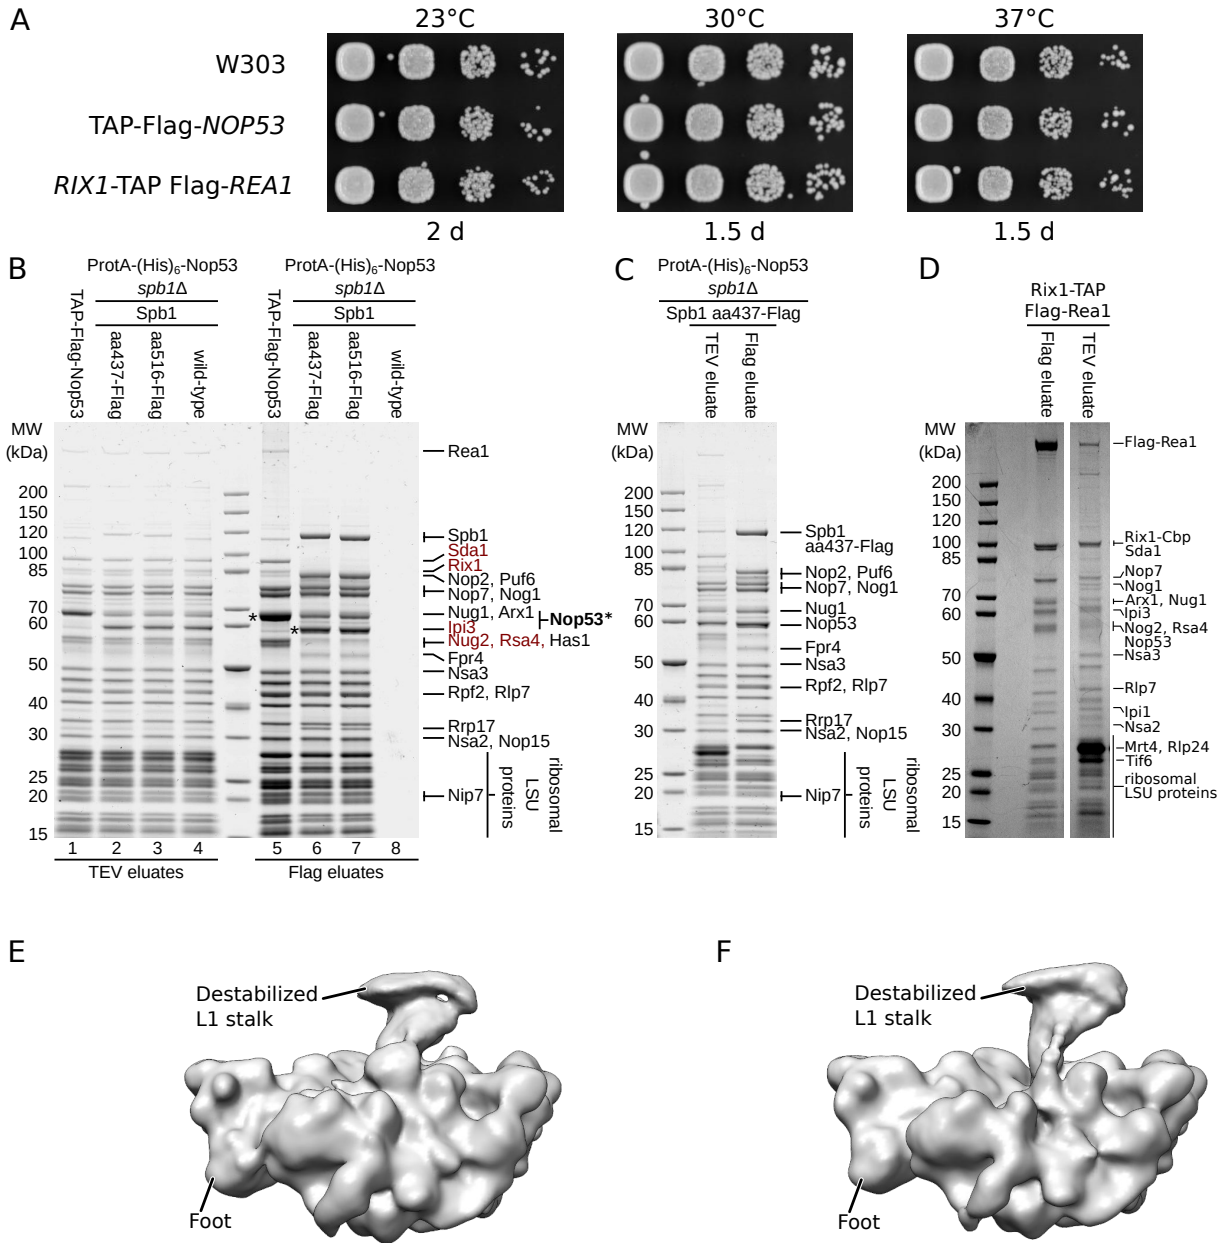 A
23°C
30°C
37°C
W303
TAP-Flag-NOP53
RIX1-TAP Flag-REA1
2 d
1.5 d
1.5 d
B
ProtA-(His)6-Nop53
spb1Δ
Spb1
TAP-Flag-Nop53
aa437-Flag
aa516-Flag
wild-type
ProtA-(His)6-Nop53
spb1Δ
Spb1
TAP-Flag-Nop53
aa437-Flag
aa516-Flag
wild-type
MW
(kDa)
200
150
120
100
85
70
60
50
40
30
25
20
15
*
*
Rea1
Spb1
Sda1
Rix1
Nop2, Puf6
Nop7, Nog1
Nug1, Arx1
Nop53*
Ipi3
Nug2, Rsa4, Has1
Fpr4
Nsa3
Rpf2, Rlp7
Rrp17
Nsa2, Nop15
Nip7
ribosomal
LSU
proteins
1 2 3 4
5 6 7 8
TEV eluates
Flag eluates
C
ProtA-(His)6-Nop53
spb1Δ
Spb1 aa437-Flag
TEV eluate
Flag eluate
MW
(kDa)
200
150
120
100
85
70
60
50
40
30
25
20
15
Spb1
aa437-Flag
Nop2, Puf6
Nop7, Nog1
Nug1
Nop53
Fpr4
Nsa3
Rpf2, Rlp7
Rrp17
Nsa2, Nop15
Nip7
ribosomal
LSU
proteins
D
Rix1-TAP
Flag-Rea1
Flag eluate
TEV eluate
MW
(kDa)
200
150
120
100
85
70
60
50
40
30
25
20
15
Flag-Rea1
Rix1-Cbp
Sda1
Nop7
Nog1
Arx1, Nug1
Ipi3
Nog2, Rsa4
Nop53
Nsa3
Rlp7
Ipi1
Nsa2
Mrt4, Rlp24
Tif6
ribosomal
LSU proteins
E
Destabilized
L1 stalk
Foot
F
Destabilized
L1 stalk
Foot